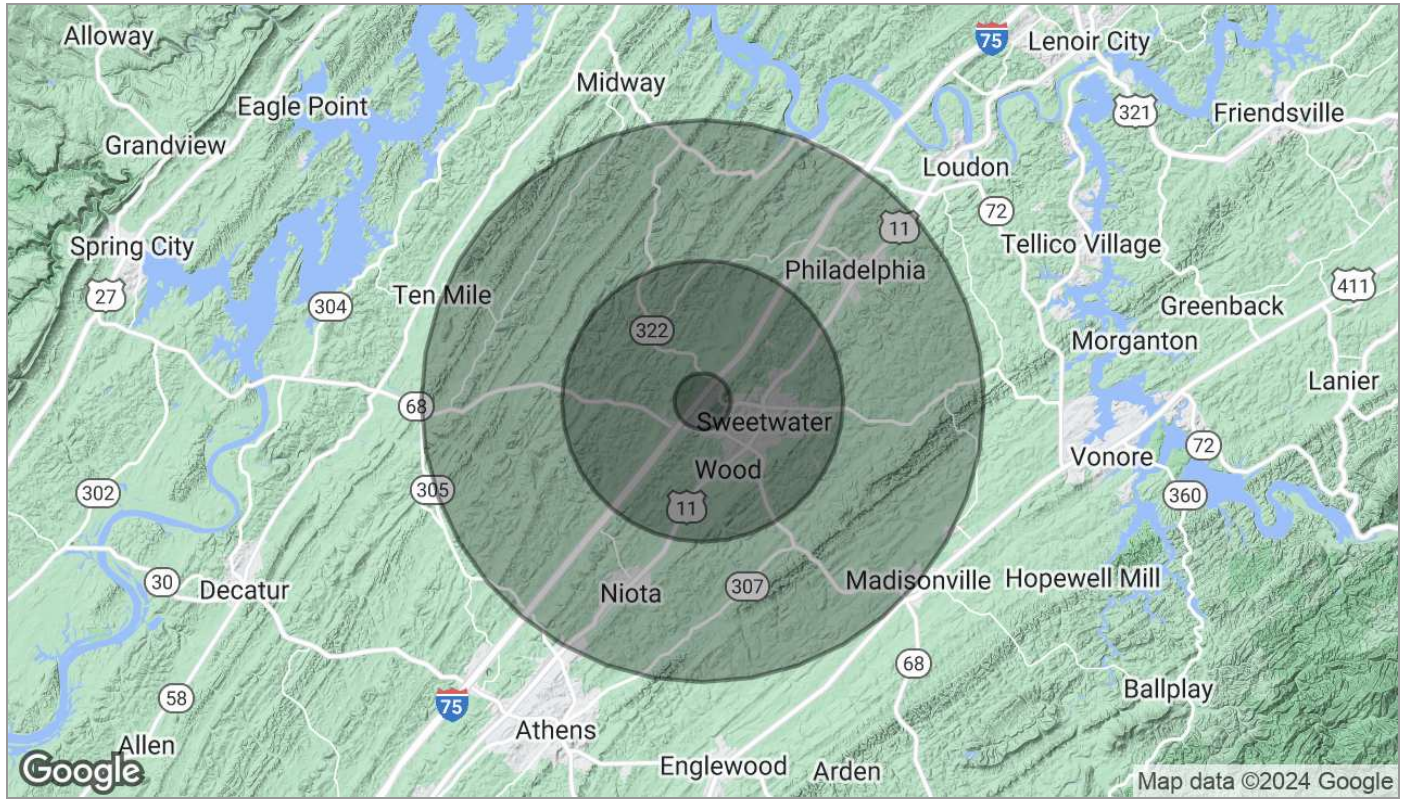 Alloway
75
Lenoir City
Midway
Eagle Point
321
Friendsville
Grandview
Loudon
72
11
Spring City
Tellico Village
Philadelphia
27
304
Ten Mile
411
Greenback
322
Morganton
Lanier
68
Sweetwater
72
Vonore
Wood
302
305
360
11
30
Decatur
Niota
307
Madisonville
Hopewell Mill
68
58
75
Ballplay
Athens
Allen
Englewood
Arden
Google
Map data ©2024 Google